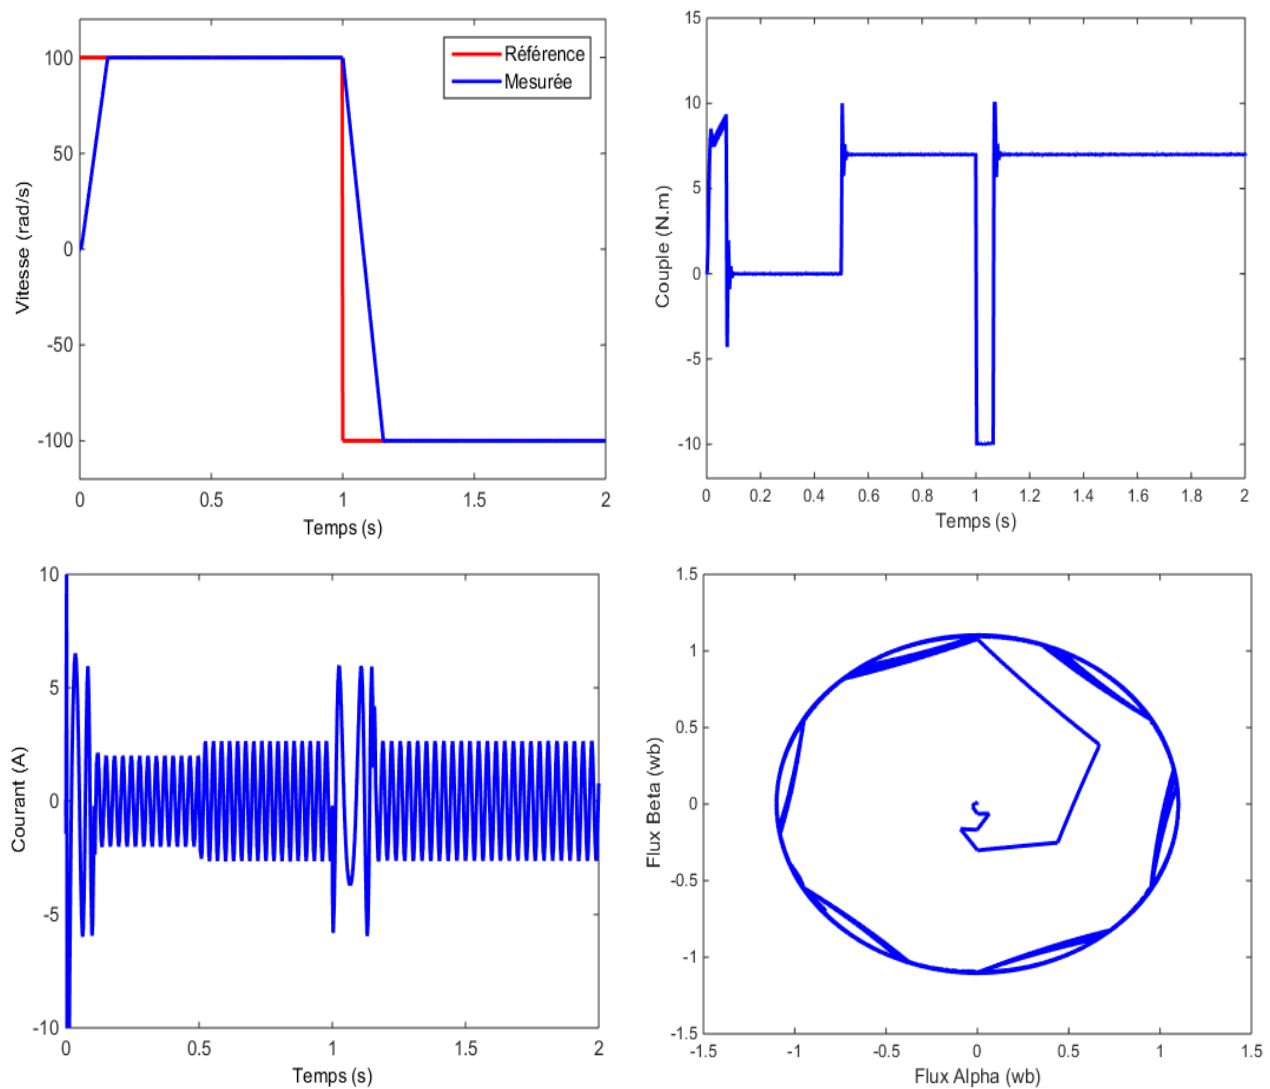 100
50
0
-50
-100
Vitesse (rad/s)
Référence
Mesurée
0 0.5 1 1.5 2
Temps (s)
15
10
5
0
-5
-10
Couple (N.m)
0 0.2 0.4 0.6 0.8 1 1.2 1.4 1.6 1.8 2
Temps (s)
10
5
0
-5
-10
Courant (A)
0 0.5 1 1.5 2
Temps (s)
1.5
1
0.5
0
-0.5
-1
-1.5
Flux Beta (wb)
-1.5 -1 -0.5 0 0.5 1 1.5
Flux Alpha (wb)